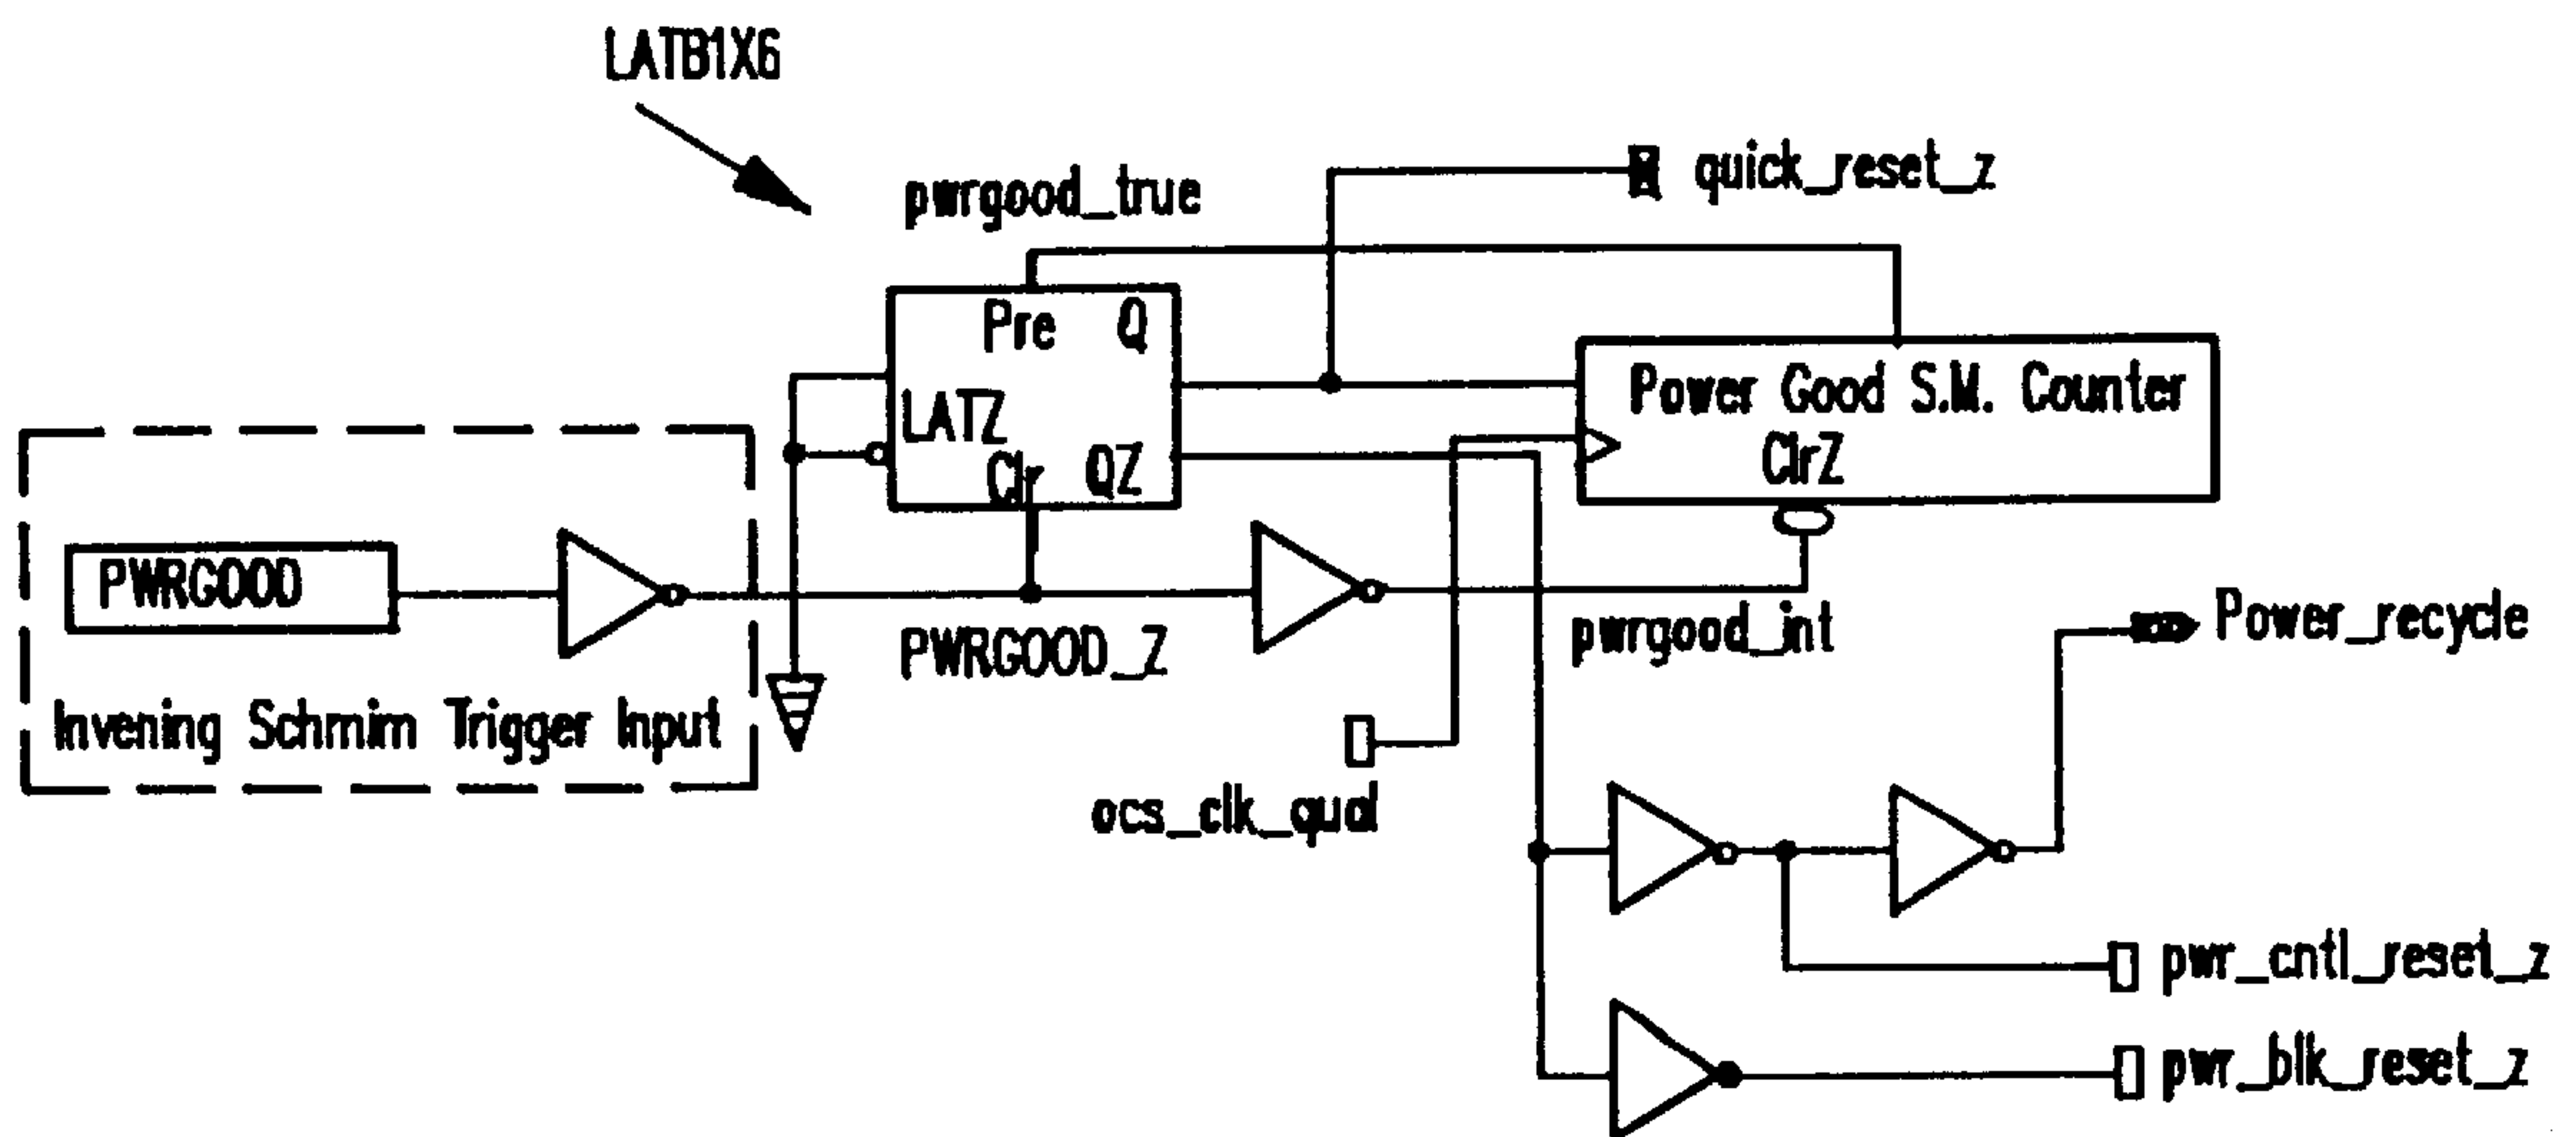 LATB1X6
pwrgood_true
quick_reset_z
Pre Q
LATZ
Clr QZ
Power Good S.M. Counter
ClrZ
PWRGOOD
PWRGOOD_Z
pwrgood_int
Power_recycle
Invening Schmim Trigger Input
ocs_clk_qual
pwr_cntl_reset_z
pwr_blk_reset_z